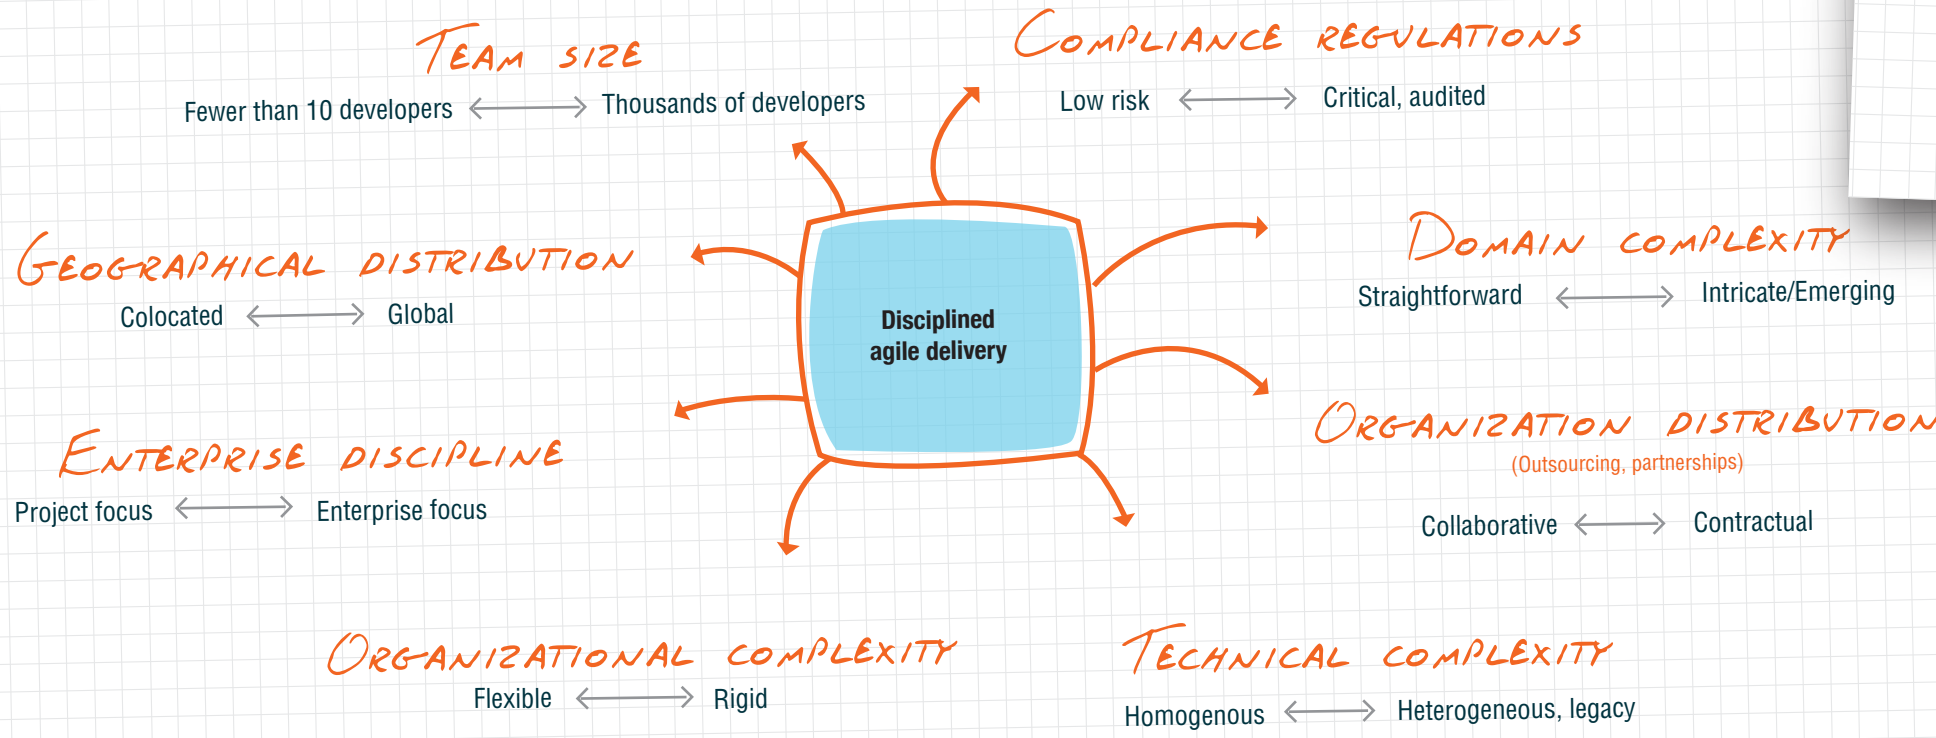 Team size
Fewer than 10 developers Thousands of developers
Compliance regulations
Low risk Critical, audited
Geographical distribution
Colocated Global
Domain complexity
Straightforward Intricate/Emerging
Disciplined
agile delivery
Enterprise discipline
Project focus Enterprise focus
Organization distribution
(Outsourcing, partnerships)
Collaborative Contractual
Organizational complexity
Flexible Rigid
Technical complexity
Homogenous Heterogeneous, legacy